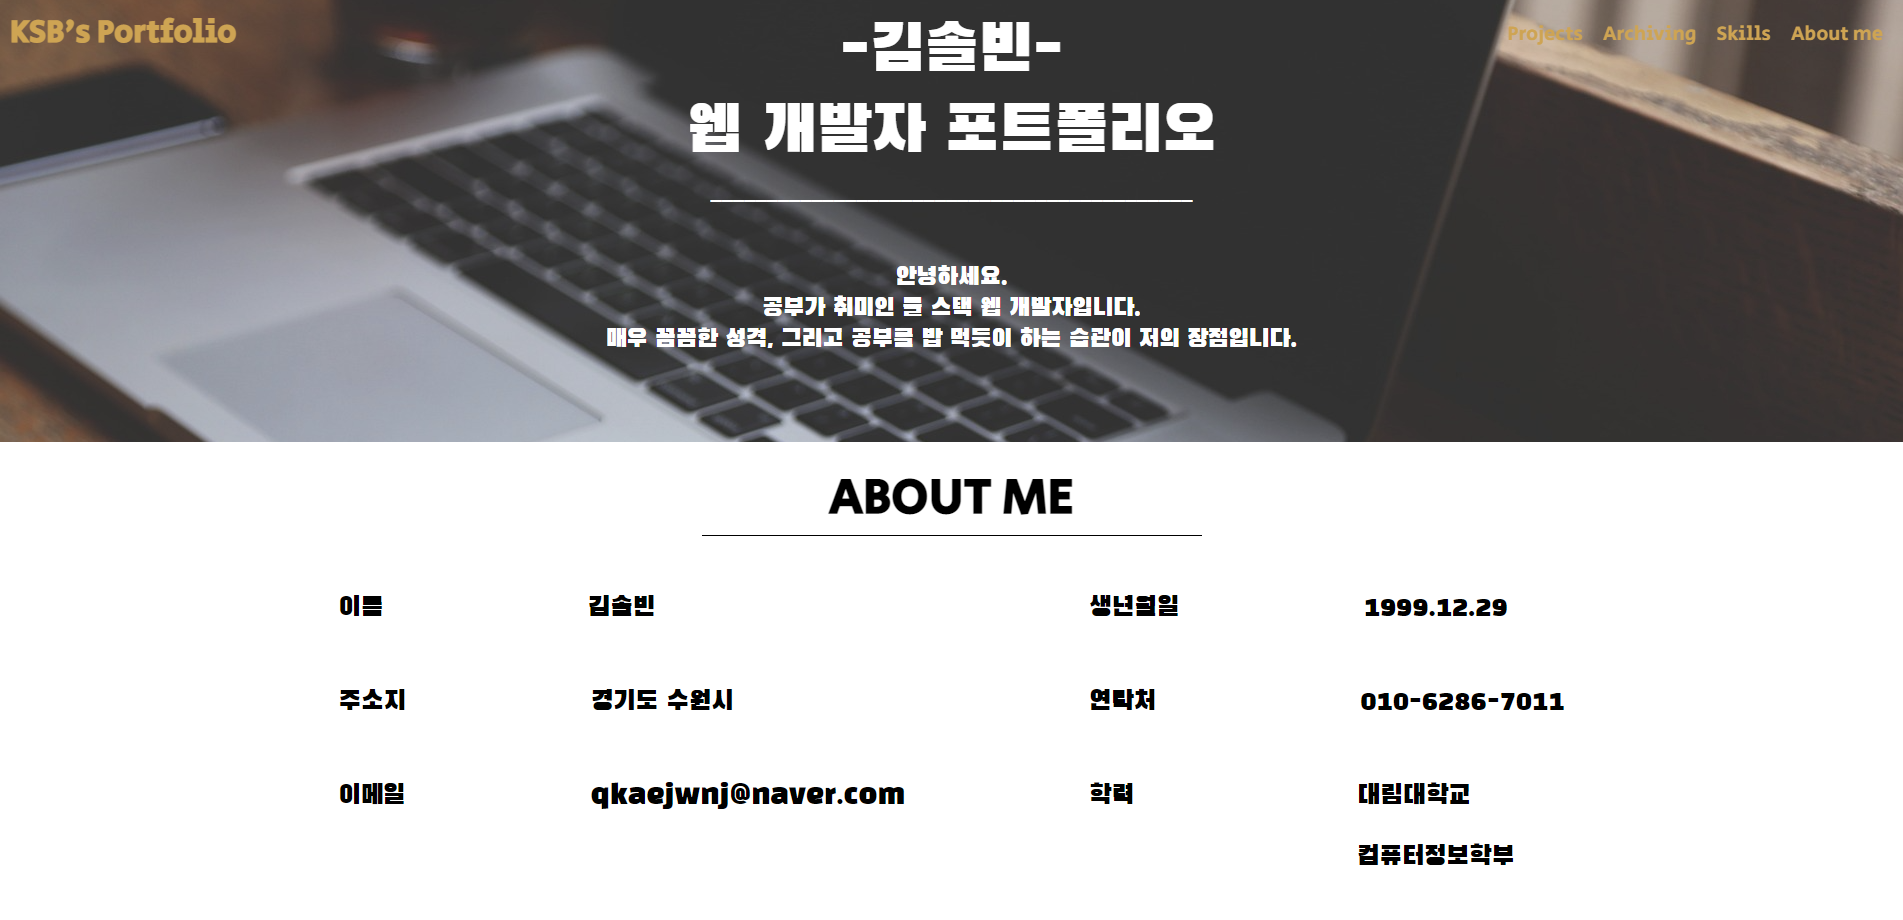 KSB's Portfolio
Projects Archiving Skills About me
-김솔빈-
웹 개발자 포트폴리오
안녕하세요.
공부가 취미인 풀 스택 웹 개발자입니다.
매우 꼼꼼한 성격, 그리고 공부를 밥 먹듯이 하는 습관이 저의 장점입니다.
ABOUT ME
이름 김솔빈 생년월일 1999.12.29
주소지 경기도 수원시 연락처 010-6286-7011
이메일 qkaejwnj@naver.com 학력 대림대학교
컴퓨터정보학부